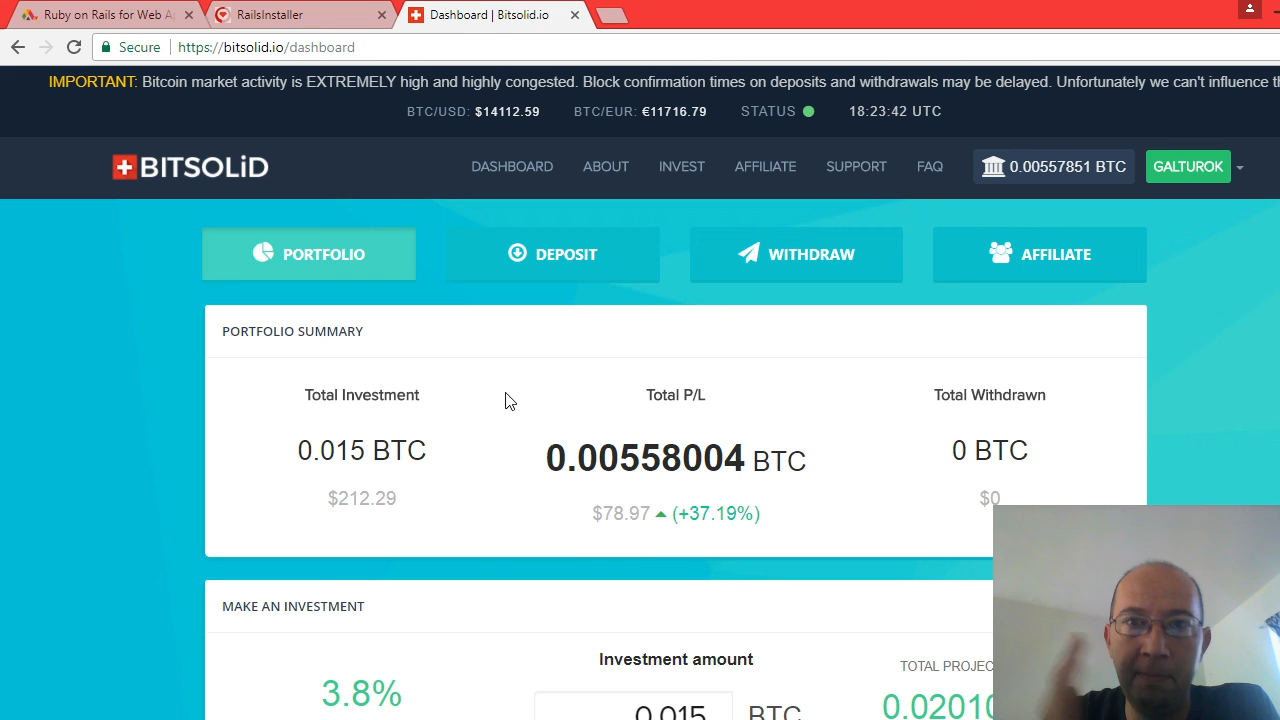 Ruby on Rails for Web Ap
RailsInstaller
Dashboard | Bitsolid.io
Secure
https://bitsolid.io/dashboard
IMPORTANT: Bitcoin market activity is EXTREMELY high and highly congested. Block confirmation times on deposits and withdrawals may be delayed. Unfortunately we can't influence
BTC/USD: $14112.59
BTC/EUR: €11716.79
STATUS
18:23:42 UTC
BITSOLiD
DASHBOARD
ABOUT
INVEST
AFFILIATE
SUPPORT
FAQ
0.00557851 BTC
GALTUROK
PORTFOLIO
DEPOSIT
WITHDRAW
AFFILIATE
PORTFOLIO SUMMARY
Total Investment
Total P/L
Total Withdrawn
0.015 BTC
0.00558004 BTC
0 BTC
$212.29
$78.97 (+37.19%)
$0
MAKE AN INVESTMENT
Investment amount
TOTAL PROJEC
3.8%
0.015 BTC
0.02010